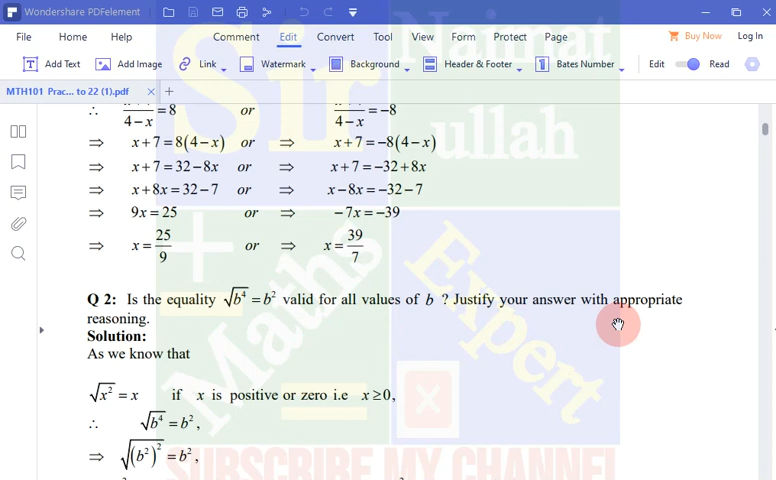 Wondershare PDFelement
File Home Help Comment Edit Convert Tool View Form Protect Page Buy Now Log In
Add Text Add Image Link Watermark Background Header & Footer Bates Number Edit Read
MTH101 Prac... to 22 (1).pdf × +
∴ ‾4−x = 8 or ‾4−x = −8
⇒ x+7=8(4−x) or ⇒ x+7=−8(4−x)
⇒ x+7=32−8x or ⇒ x+7=−32+8x
⇒ x+8x=32−7 or ⇒ x−8x=−32−7
⇒ 9x=25 or ⇒ −7x=−39
⇒ x=25/9 or ⇒ x=39/7
Q 2: Is the equality √b⁴ = b² valid for all values of b ? Justify your answer with appropriate
reasoning.
Solution:
As we know that
√x² = x if x is positive or zero i.e x≥0,
∴ √b⁴ = b²,
⇒ √(b²)² = b²,
Sir Naimat
ullah
Maths Expert
SUBSCRIBE MY CHANNEL